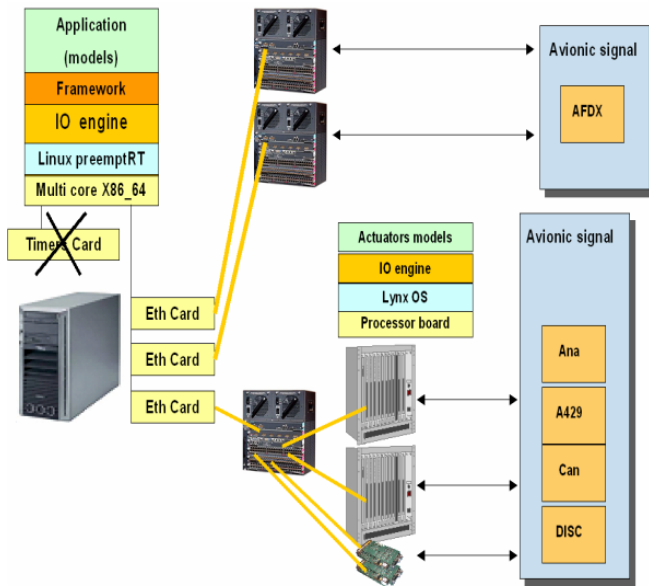 Application
(models)
Framework
IO engine
Linux preemptRT
Multi core X86_64
Timers Card
Eth Card
Eth Card
Eth Card
Avionic signal
AFDX
Actuators models
IO engine
Lynx OS
Processor board
Avionic signal
Ana
A429
Can
DISC